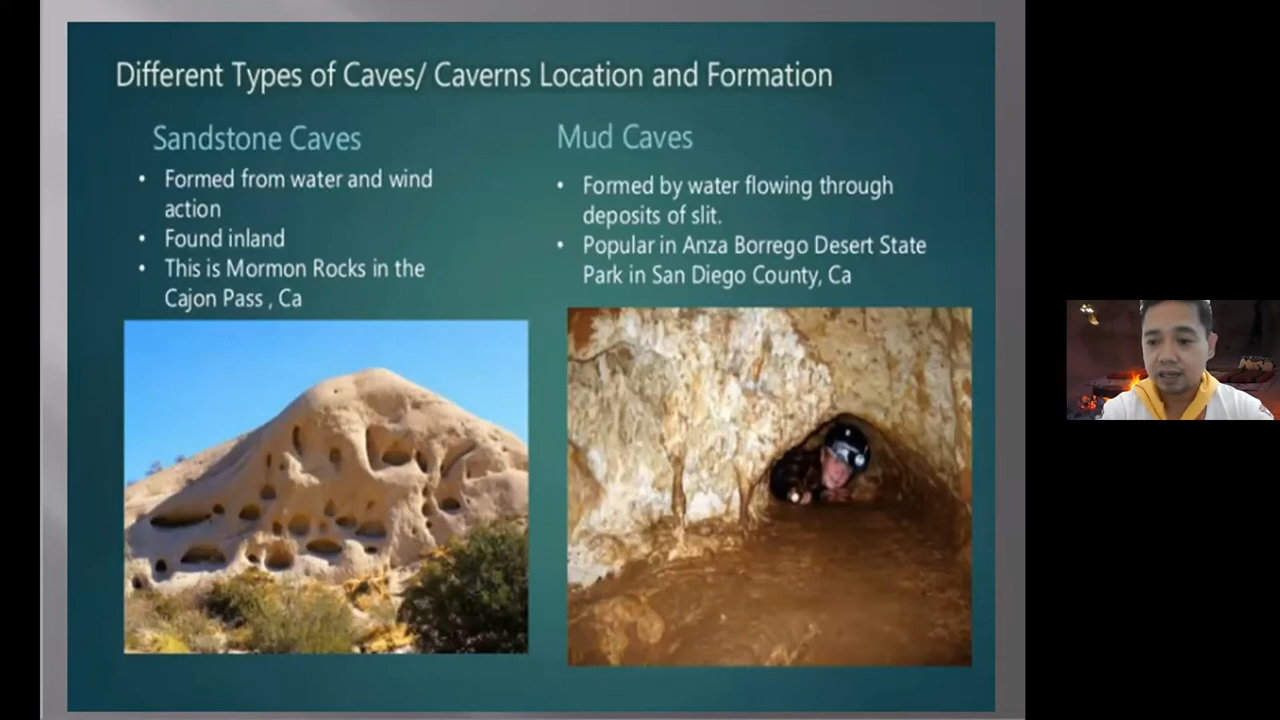 Different Types of Caves/ Caverns Location and Formation
Sandstone Caves
• Formed from water and wind
action
• Found inland
• This is Mormon Rocks in the
Cajon Pass , Ca
Mud Caves
• Formed by water flowing through
deposits of slit.
• Popular in Anza Borrego Desert State
Park in San Diego County, Ca